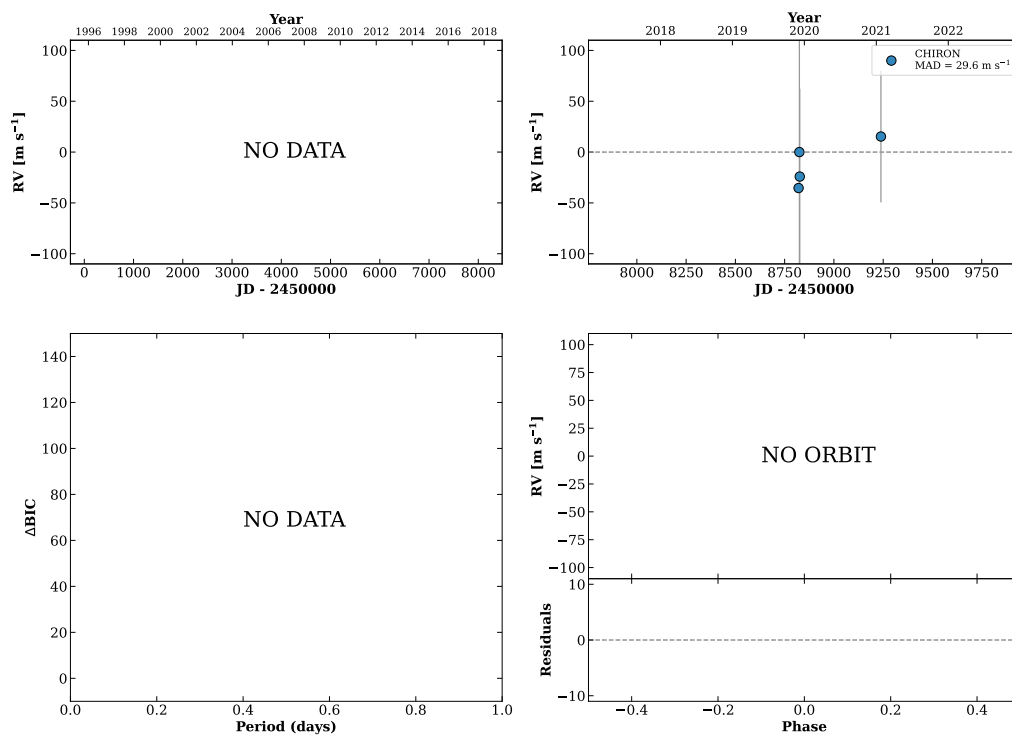 Year
1996 1998 2000 2002 2004 2006 2008 2010 2012 2014 2016 2018
RV [m s⁻¹]
100
50
0
−50
−100
NO DATA
0 1000 2000 3000 4000 5000 6000 7000 8000
JD - 2450000
Year
2018 2019 2020 2021 2022
RV [m s⁻¹]
100
50
0
−50
−100
CHIRON
MAD = 29.6 m s⁻¹
8000 8250 8500 8750 9000 9250 9500 9750
JD - 2450000
ΔBIC
140
120
100
80
60
40
20
0
NO DATA
0.0 0.2 0.4 0.6 0.8 1.0
Period (days)
RV [m s⁻¹]
100
75
50
25
0
−25
−50
−75
−100
NO ORBIT
Residuals
10
0
−10
−0.4 −0.2 0.0 0.2 0.4
Phase